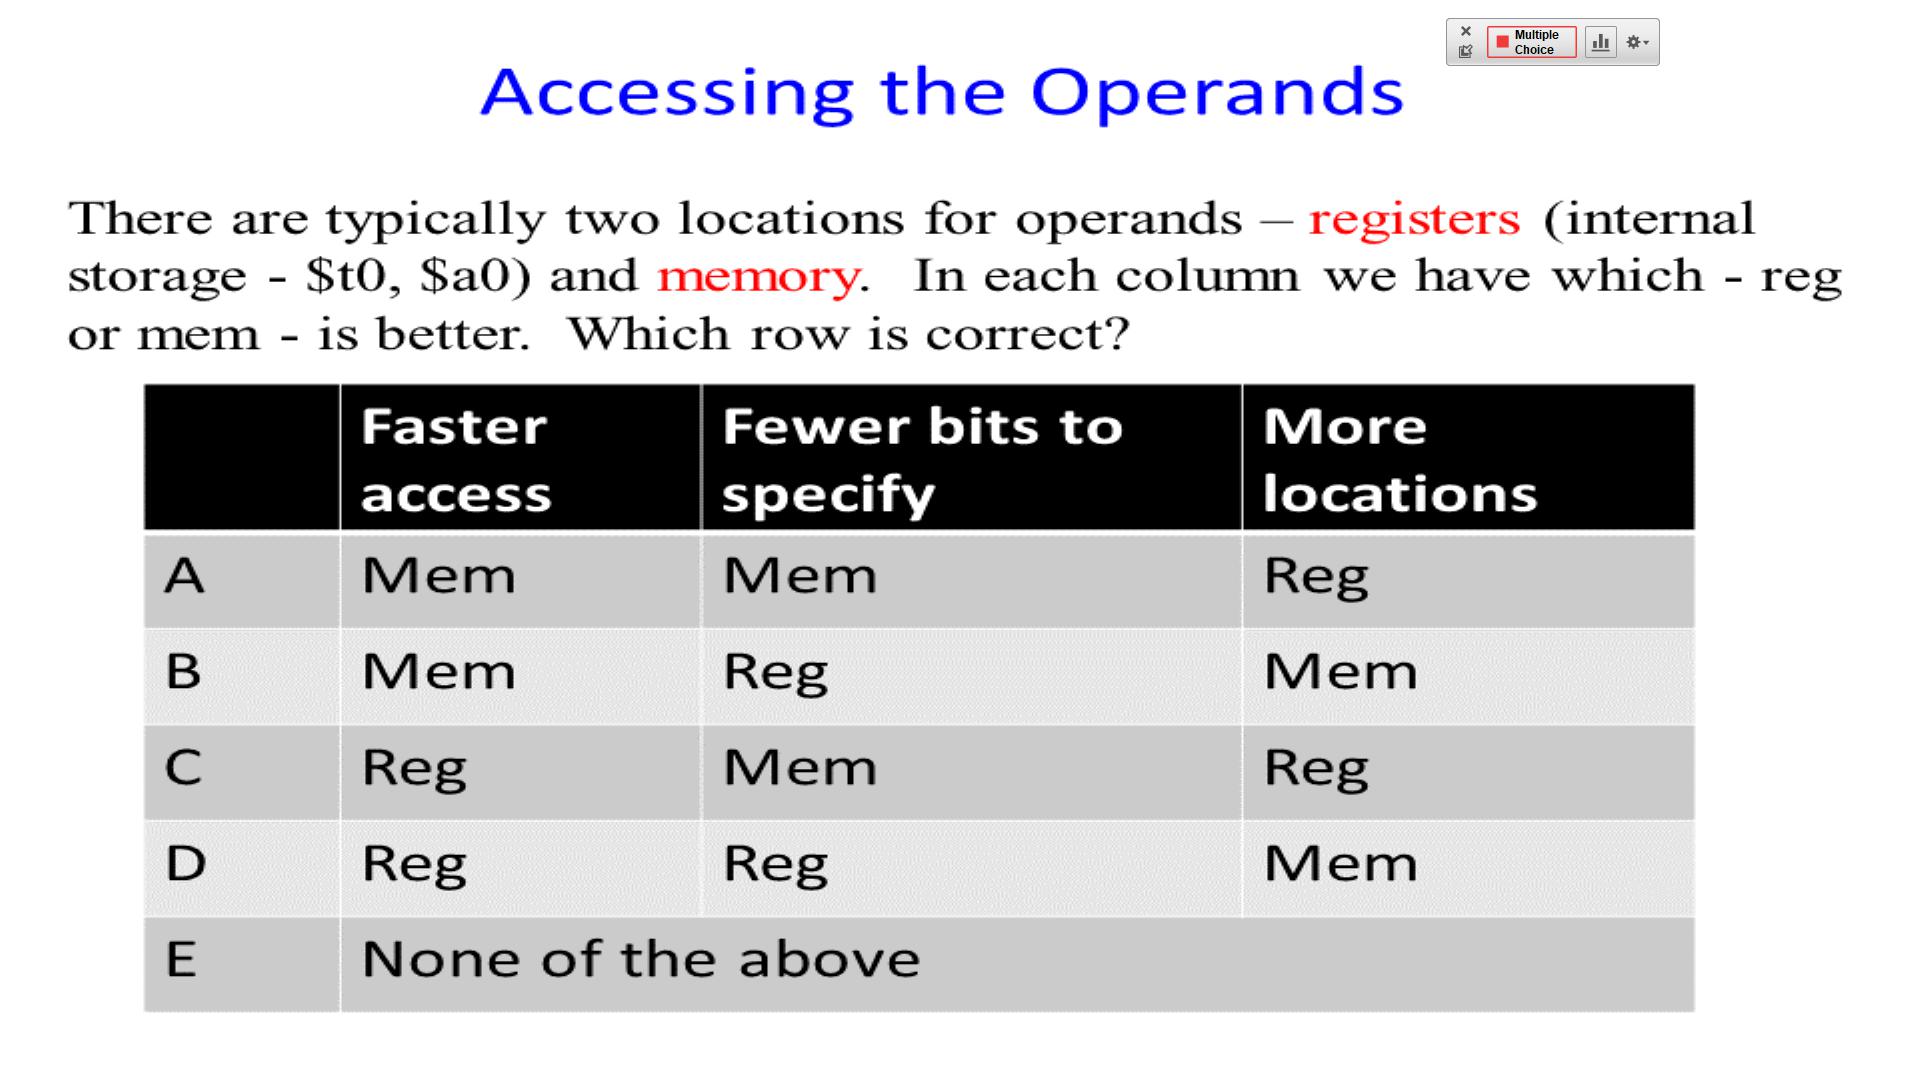 Multiple
Choice
Accessing the Operands
There are typically two locations for operands – registers (internal
storage - $t0, $a0) and memory.  In each column we have which - reg
or mem - is better.  Which row is correct?
Faster access Fewer bits to specify More locations
A Mem Mem Reg
B Mem Reg Mem
C Reg Mem Reg
D Reg Reg Mem
E None of the above